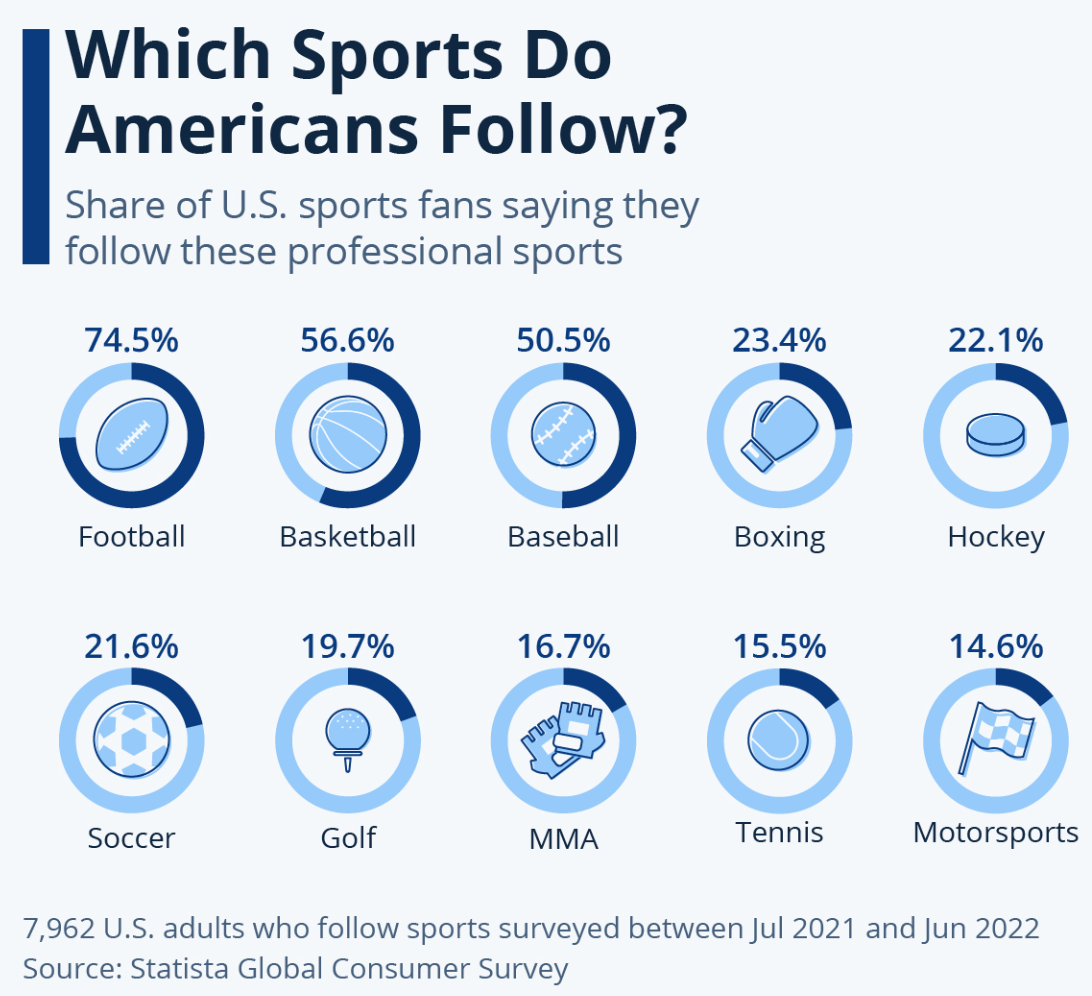 Which Sports Do
Americans Follow?
Share of U.S. sports fans saying they
follow these professional sports
74.5% 56.6% 50.5% 23.4% 22.1%
Football Basketball Baseball Boxing Hockey
21.6% 19.7% 16.7% 15.5% 14.6%
Soccer Golf MMA Tennis Motorsports
7,962 U.S. adults who follow sports surveyed between Jul 2021 and Jun 2022
Source: Statista Global Consumer Survey